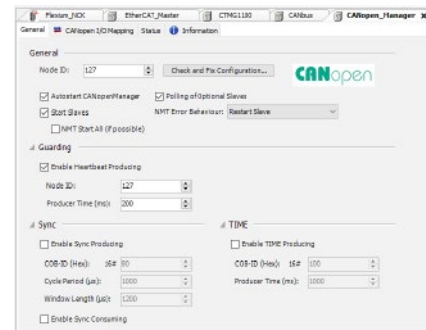 Flexium_NCK EtherCAT_Master CTMG1180 CANbus CANopen_Manager x
General CANopen I/O Mapping Status Information
General
Node ID: 127 Check and Fix Configuration... CANopen
Autostart CANopenManager Polling of Optional Slaves
Start Slaves NMT Error Behaviour: Restart Slave
NMT Start All (if possible)
Guarding
Enable Heartbeat Producing
Node ID: 127
Producer Time (ms): 200
Sync TIME
Enable Sync Producing Enable TIME Producing
COB-ID (Hex): 16# 80 COB-ID (Hex): 16# 100
Cycle Period (µs): 1000 Producer Time (ms): 1000
Window Length (µs): 1200
Enable Sync Consuming